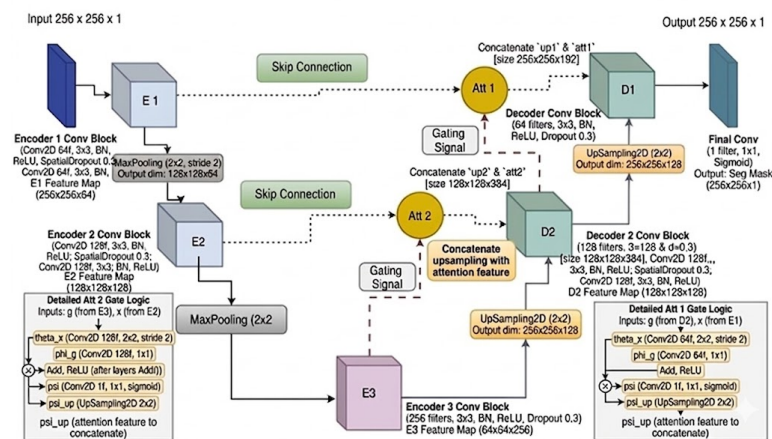 Input 256 x 256 x 1
Output 256 x 256 x 1
Skip Connection
E 1
Att 1
Concatenate `up1` & `att1`
[size 256x256x192]
D1
Encoder 1 Conv Block
(Conv2D 64f, 3x3, BN,
ReLU, SpatialDropout 0.3)
Conv2D 64f, 3x3, BN,
E1 Feature Map
(256x256x64)
MaxPooling (2x2, stride 2)
Output dim: 128x128x64
Decoder Conv Block
(64 filters, 3x3, BN,
ReLU, Dropout 0.3)
Gating
Signal
UpSampling2D (2x2)
Output dim: 256x256x128
Final Conv
(1 filter, 1x1,
Sigmoid)
Output: Seg Mask
(256x256x1)
Skip Connection
Concatenate `up2` & `att2`
[size 128x128x384]
E2
Att 2
D2
Encoder 2 Conv Block
(Conv2D 128f, 3x3, BN,
ReLU; SpatialDropout 0.3;
Conv2D 128f, 3x3; BN, ReLU)
E2 Feature Map
(128x128x128)
Concatenate
upsampling with
attention feature
Gating
Signal
Decoder 2 Conv Block
(128 filters, 3=128 & d=0.3)
[size 128x128x384], Conv2D 128f..,
3x3, BN, ReLU; SpatialDropout 0.3;
Conv2D 128f, 3x3, BN, ReLU)
D2 Feature Map (128x128x128)
Detailed Att 2 Gate Logic
Inputs: g (from E3), x (from E2)
theta_x (Conv2D 128f, 2x2, stride 2)
phi_g (Conv2D 128f, 1x1)
Add, ReLU (after layers Add))
psi (Conv2D 1f, 1x1, sigmoid)
psi_up (UpSampling2D 2x2)
psi_up (attention feature to
concatenate)
MaxPooling (2x2
UpSampling2D (2x2)
Output dim: 256x256x128
E3
Encoder 3 Conv Block
(256 filters, 3x3, BN, ReLU, Dropout 0.3)
E3 Feature Map (64x64x256)
Detailed Att 1 Gate Logic
Inputs: g (from D2), x (from E1)
theta_x (Conv2D 64f, 2x2, stride 2)
phi_g (Conv2D 64f, 1x1)
Add, ReLU
psi (Conv2D 1f, 1x1, sigmoid)
psi_up (UpSampling2D 2x2)
psi_up (attention feature to
concatenate)